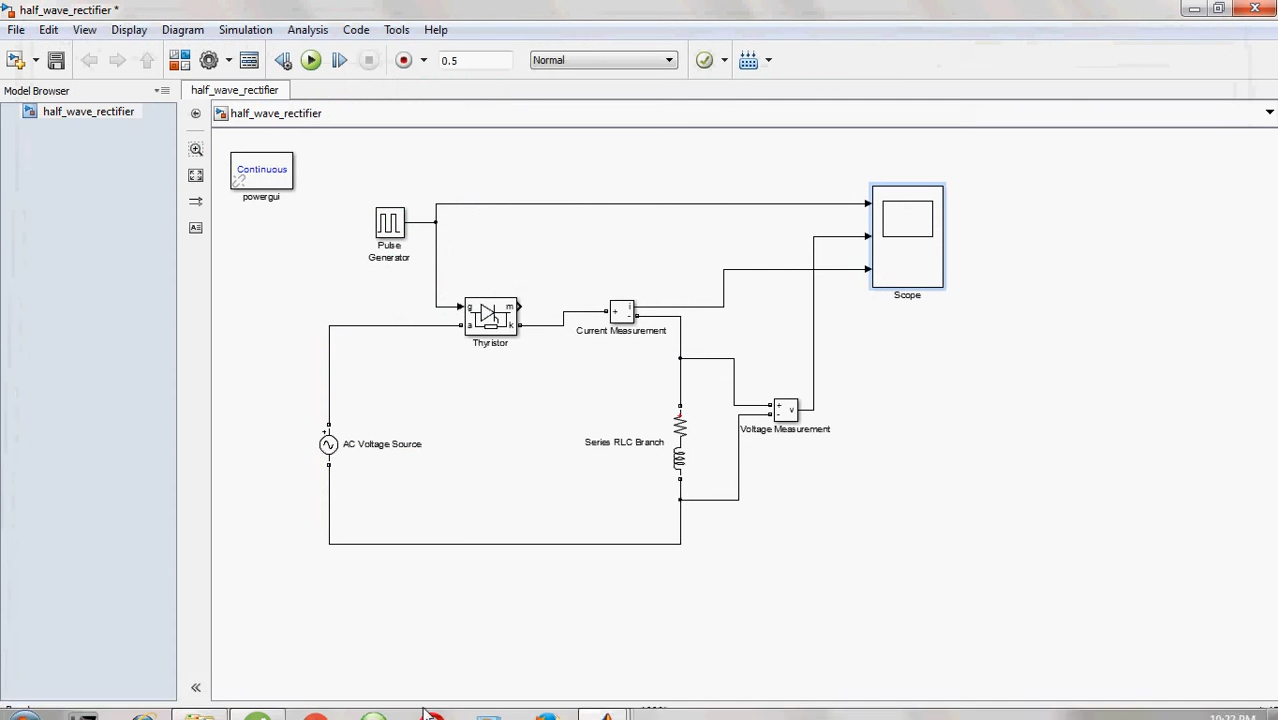 half_wave_rectifier *
File Edit View Display Diagram Simulation Analysis Code Tools Help
0.5
Normal
Model Browser
half_wave_rectifier
half_wave_rectifier
half_wave_rectifier
Continuous
powergui
Pulse
Generator
Scope
g m
a k
Thyristor
+ i
-
Current Measurement
+
AC Voltage Source
Series RLC Branch
+
- v
Voltage Measurement